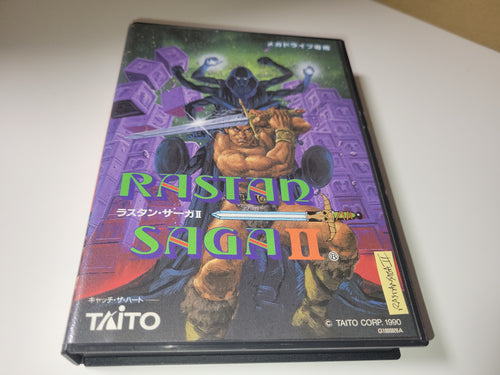 メガドライブ専用
RASTAN
ラスタン・サーガII
SAGA II
®
キャッチ・ザ・ハート
TAITO
© TAITO CORP. 1990